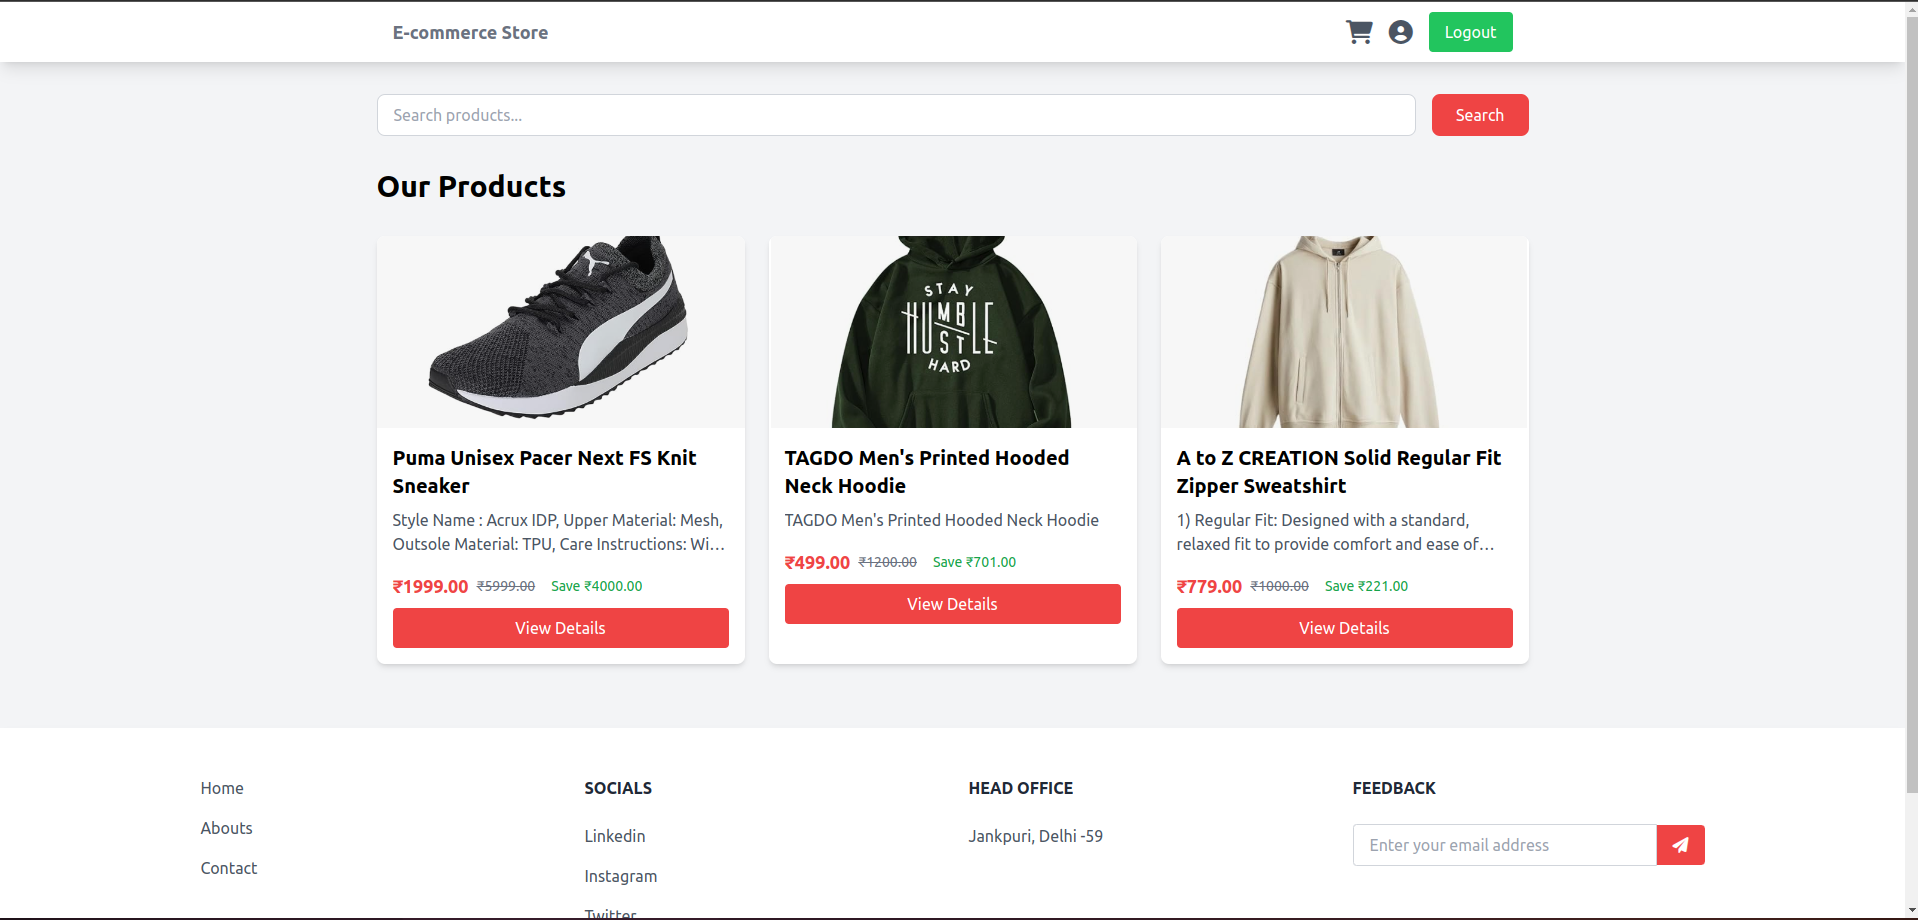 E-commerce Store
Logout
Search products...
Search
Our Products
STAY
HUMBLE
HUSTLE
HARD
Puma Unisex Pacer Next FS Knit
Sneaker
Style Name : Acrux IDP, Upper Material: Mesh,
Outsole Material: TPU, Care Instructions: Wi...
₹1999.00 ₹5999.00 Save ₹4000.00
View Details
TAGDO Men's Printed Hooded
Neck Hoodie
TAGDO Men's Printed Hooded Neck Hoodie
₹499.00 ₹1200.00 Save ₹701.00
View Details
A to Z CREATION Solid Regular Fit
Zipper Sweatshirt
1) Regular Fit: Designed with a standard,
relaxed fit to provide comfort and ease of...
₹779.00 ₹1000.00 Save ₹221.00
View Details
Home
Abouts
Contact
SOCIALS
Linkedin
Instagram
Twitter
HEAD OFFICE
Jankpuri, Delhi -59
FEEDBACK
Enter your email address